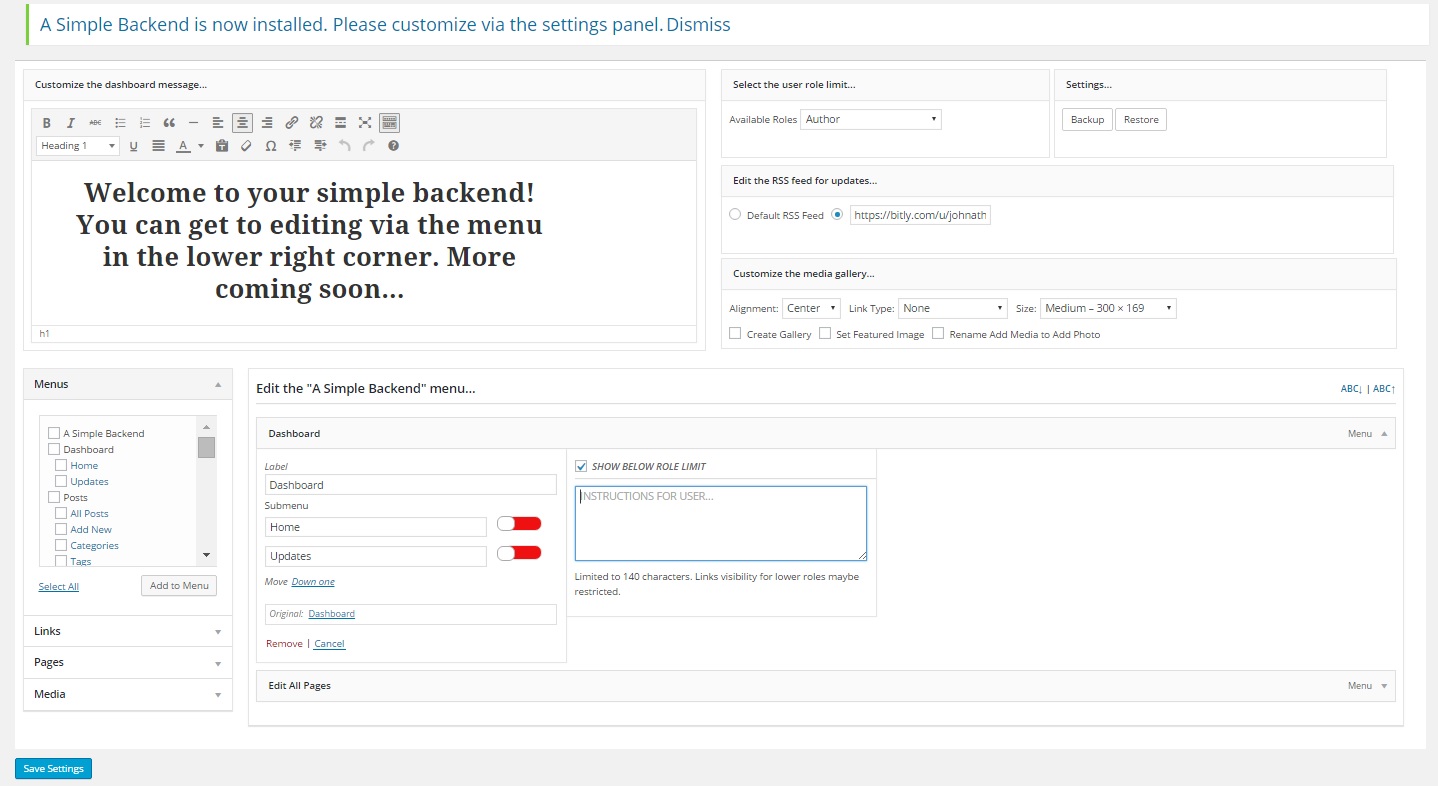 A Simple Backend is now installed. Please customize via the settings panel. Dismiss
Customize the dashboard message...
B I ABC
Heading 1 U A Ω
Welcome to your simple backend!
You can get to editing via the menu
in the lower right corner. More
coming soon...
h1
Select the user role limit...
Available Roles Author
Settings...
Backup Restore
Edit the RSS feed for updates...
Default RSS Feed https://bitly.com/u/johnath
Customize the media gallery...
Alignment: Center Link Type: None Size: Medium – 300 × 169
Create Gallery Set Featured Image Rename Add Media to Add Photo
Menus
A Simple Backend
Dashboard
Home
Updates
Posts
All Posts
Add New
Categories
Tags
Select All Add to Menu
Links
Pages
Media
Edit the "A Simple Backend" menu...
ABC↓ | ABC↑
Dashboard Menu
Label
Dashboard
Submenu
Home
Updates
Move Down one
Original: Dashboard
Remove | Cancel
SHOW BELOW ROLE LIMIT
INSTRUCTIONS FOR USER...
Limited to 140 characters. Links visibility for lower roles maybe
restricted.
Edit All Pages Menu
Save Settings